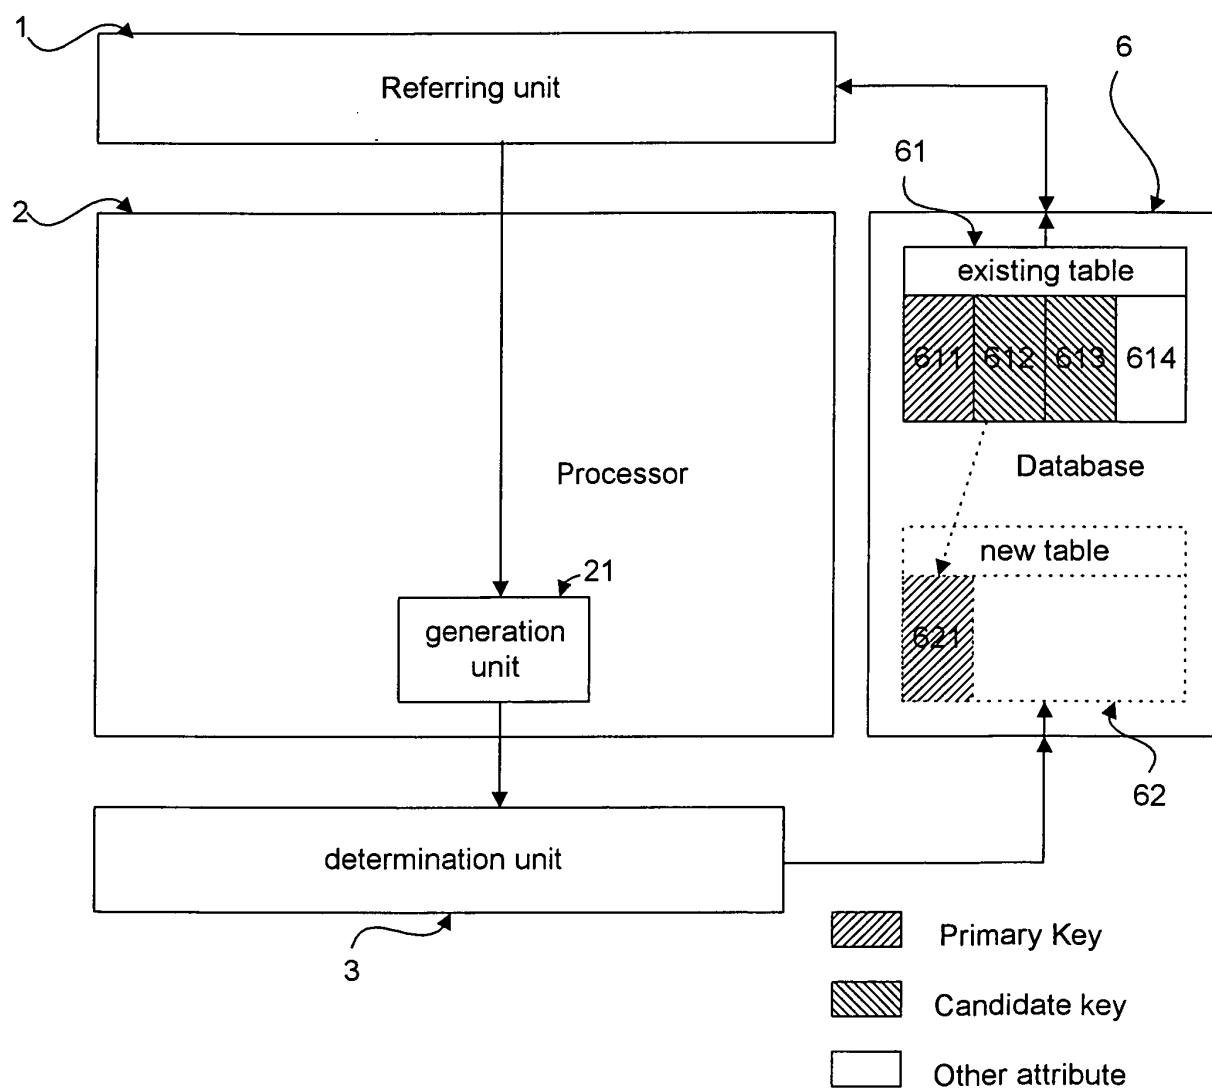 1
Referring unit
6
61
2
existing table
611 612 613 614
Processor
Database
new table
21
generation
unit
621
62
determination unit
3
Primary Key
Candidate key
Other attribute